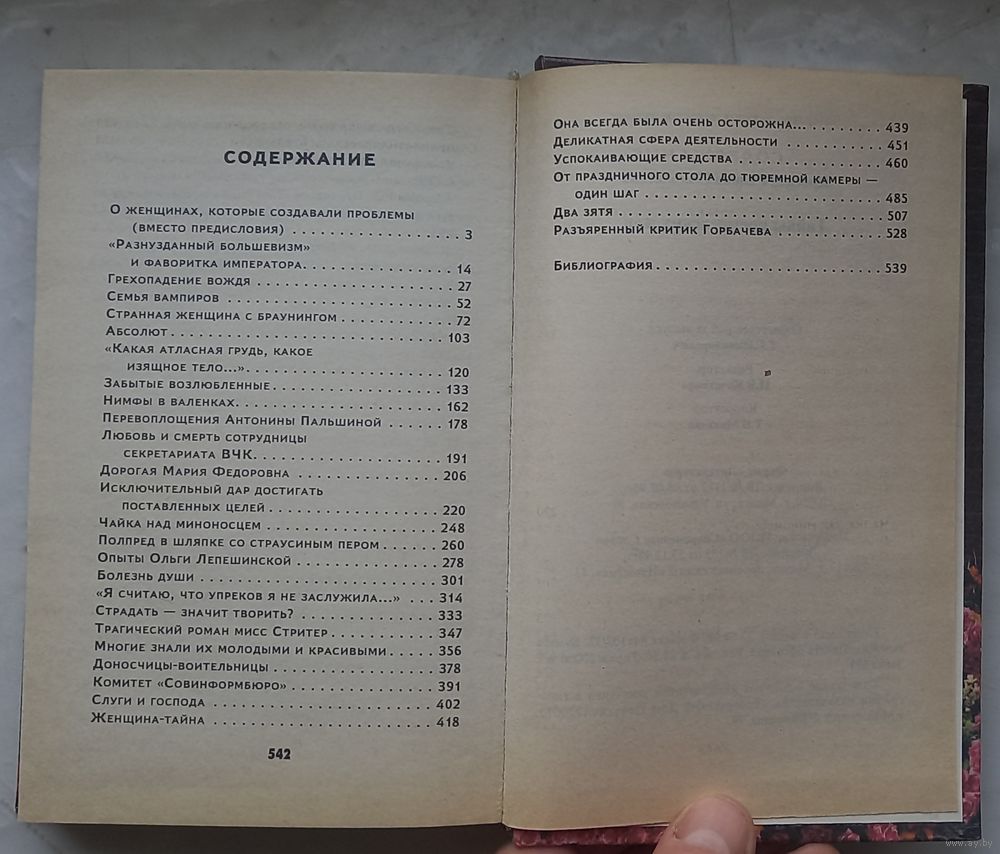 СОДЕРЖАНИЕ
О ЖЕНЩИНАХ, КОТОРЫЕ СОЗДАВАЛИ ПРОБЛЕМЫ
(ВМЕСТО ПРЕДИСЛОВИЯ) . . . . . . . . . . . . . . . . . 3
«РАЗНУЗДАННЫЙ БОЛЬШЕВИЗМ»
И ФАВОРИТКА ИМПЕРАТОРА. . . . . . . . . . . . . . . 14
ГРЕХОПАДЕНИЕ ВОЖДЯ . . . . . . . . . . . . . . . . . . . . 27
СЕМЬЯ ВАМПИРОВ . . . . . . . . . . . . . . . . . . . . . . . 52
СТРАННАЯ ЖЕНЩИНА С БРАУНИНГОМ . . . . . . . . . . . 72
АБСОЛЮТ . . . . . . . . . . . . . . . . . . . . . . . . . . . 103
«КАКАЯ АТЛАСНАЯ ГРУДЬ, КАКОЕ
ИЗЯЩНОЕ ТЕЛО...». . . . . . . . . . . . . . . . . . . . 120
ЗАБЫТЫЕ ВОЗЛЮБЛЕННЫЕ . . . . . . . . . . . . . . . . . 133
НИМФЫ В ВАЛЕНКАХ. . . . . . . . . . . . . . . . . . . . . 162
ПЕРЕВОПЛОЩЕНИЯ АНТОНИНЫ ПАЛЬШИНОЙ . . . . . . 178
ЛЮБОВЬ И СМЕРТЬ СОТРУДНИЦЫ
СЕКРЕТАРИАТА ВЧК. . . . . . . . . . . . . . . . . . . 191
ДОРОГАЯ МАРИЯ ФЕДОРОВНА . . . . . . . . . . . . . . . 206
ИСКЛЮЧИТЕЛЬНЫЙ ДАР ДОСТИГАТЬ
ПОСТАВЛЕННЫХ ЦЕЛЕЙ . . . . . . . . . . . . . . . . . 220
ЧАЙКА НАД МИНОНОСЦЕМ . . . . . . . . . . . . . . . . . 248
ПОЛПРЕД В ШЛЯПКЕ СО СТРАУСИНЫМ ПЕРОМ . . . . . . 260
ОПЫТЫ ОЛЬГИ ЛЕПЕШИНСКОЙ . . . . . . . . . . . . . . 278
БОЛЕЗНЬ ДУШИ . . . . . . . . . . . . . . . . . . . . . . . . 301
«Я СЧИТАЮ, ЧТО УПРЕКОВ Я НЕ ЗАСЛУЖИЛА...» . . . 314
СТРАДАТЬ — ЗНАЧИТ ТВОРИТЬ? . . . . . . . . . . . . . . 333
ТРАГИЧЕСКИЙ РОМАН МИСС СТРИТЕР . . . . . . . . . . . 347
МНОГИЕ ЗНАЛИ ИХ МОЛОДЫМИ И КРАСИВЫМИ . . . . . 356
ДОНОСЧИЦЫ-ВОИТЕЛЬНИЦЫ . . . . . . . . . . . . . . . . 378
КОМИТЕТ «СОВИНФОРМБЮРО» . . . . . . . . . . . . . . . 391
СЛУГИ И ГОСПОДА . . . . . . . . . . . . . . . . . . . . . . 402
ЖЕНЩИНА-ТАЙНА . . . . . . . . . . . . . . . . . . . . . . 418
542
ОНА ВСЕГДА БЫЛА ОЧЕНЬ ОСТОРОЖНА... . . . . . . . . 439
ДЕЛИКАТНАЯ СФЕРА ДЕЯТЕЛЬНОСТИ . . . . . . . . . . 451
УСПОКАИВАЮЩИЕ СРЕДСТВА . . . . . . . . . . . . . . . 460
ОТ ПРАЗДНИЧНОГО СТОЛА ДО ТЮРЕМНОЙ КАМЕРЫ —
ОДИН ШАГ . . . . . . . . . . . . . . . . . . . . . . . . . 485
ДВА ЗЯТЯ . . . . . . . . . . . . . . . . . . . . . . . . . . . 507
РАЗЪЯРЕННЫЙ КРИТИК ГОРБАЧЕВА . . . . . . . . . . . 528
БИБЛИОГРАФИЯ . . . . . . . . . . . . . . . . . . . . . . . . 539
www.ay.by